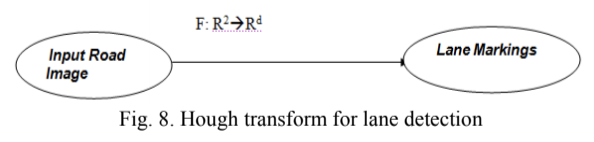 F: R²→Rᵈ
Input Road
Image
Lane Markings
Fig. 8. Hough transform for lane detection